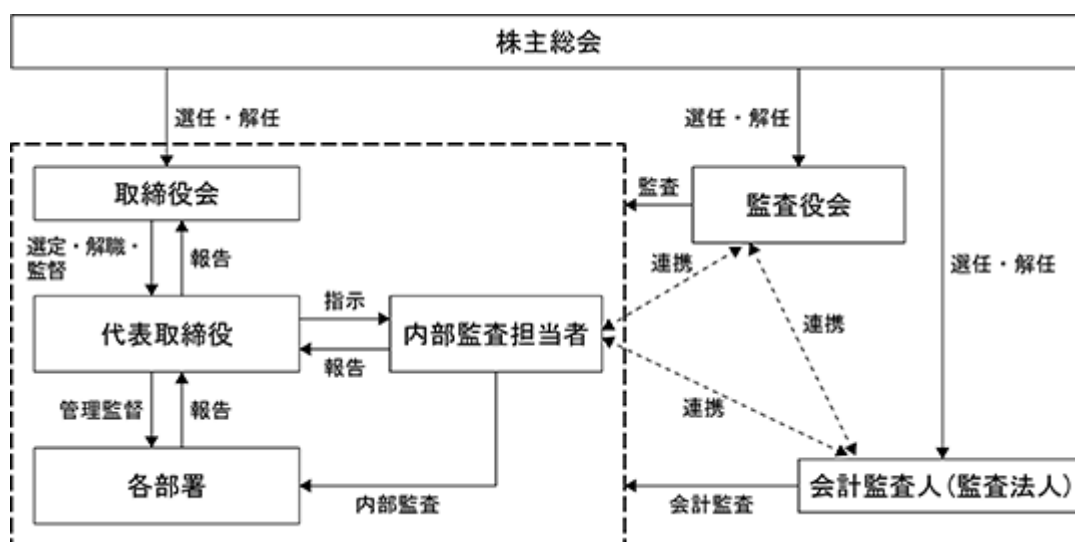 株主総会
選任・解任
選任・解任
取締役会
監査
監査役会
選定・解職・
監督
報告
連携
選任・解任
代表取締役
指示
内部監査担当者
連携
報告
管理監督
報告
連携
各部署
内部監査
会計監査
会計監査人(監査法人)